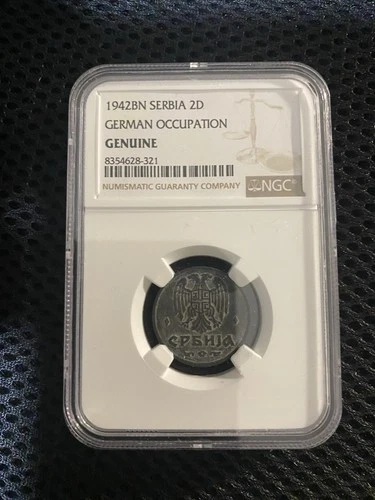 1942BN SERBIA 2D
GERMAN OCCUPATION
GENUINE
8354628-321
NUMISMATIC GUARANTY COMPANY
NGC
СРБИЈА